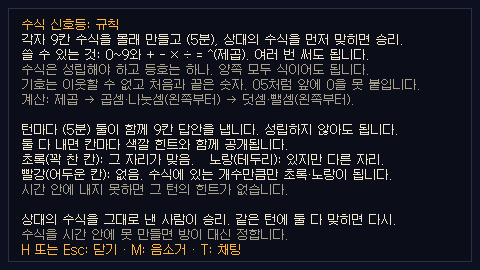 수식 신호등: 규칙
각자 9칸 수식을 몰래 만들고 (5분), 상대의 수식을 먼저 맞히면 승리.
쓸 수 있는 것: 0~9와 + - × ÷ = ^(제곱). 여러 번 써도 됩니다.
수식은 성립해야 하고 등호는 하나. 양쪽 모두 식이어도 됩니다.
기호는 이웃할 수 없고 처음과 끝은 숫자. 05처럼 앞에 0을 못 붙입니다.
계산: 제곱 → 곱셈·나눗셈(왼쪽부터) → 덧셈·뺄셈(왼쪽부터).
턴마다 (5분) 둘이 함께 9칸 답안을 냅니다. 성립하지 않아도 됩니다.
둘 다 내면 칸마다 색깔 힌트와 함께 공개됩니다.
초록(꽉 찬 칸): 그 자리가 맞음. 노랑(테두리): 있지만 다른 자리.
빨강(어두운 칸): 없음. 수식에 있는 개수만큼만 초록·노랑이 됩니다.
시간 안에 내지 못하면 그 턴의 힌트가 없습니다.
상대의 수식을 그대로 낸 사람이 승리. 같은 턴에 둘 다 맞히면 다시.
수식을 시간 안에 못 만들면 방이 대신 정합니다.
H 또는 Esc: 닫기 · M: 음소거 · T: 채팅